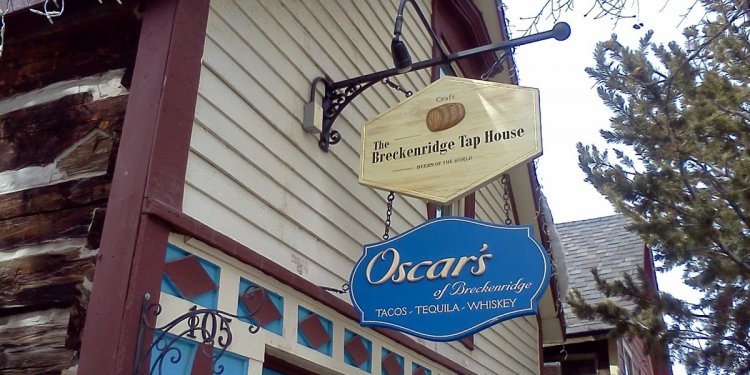 Craft
The
Breckenridge Tap House
BEERS OF THE WORLD
Oscar's
of Breckenridge
TACOS - TEQUILA - WHISKEY
105